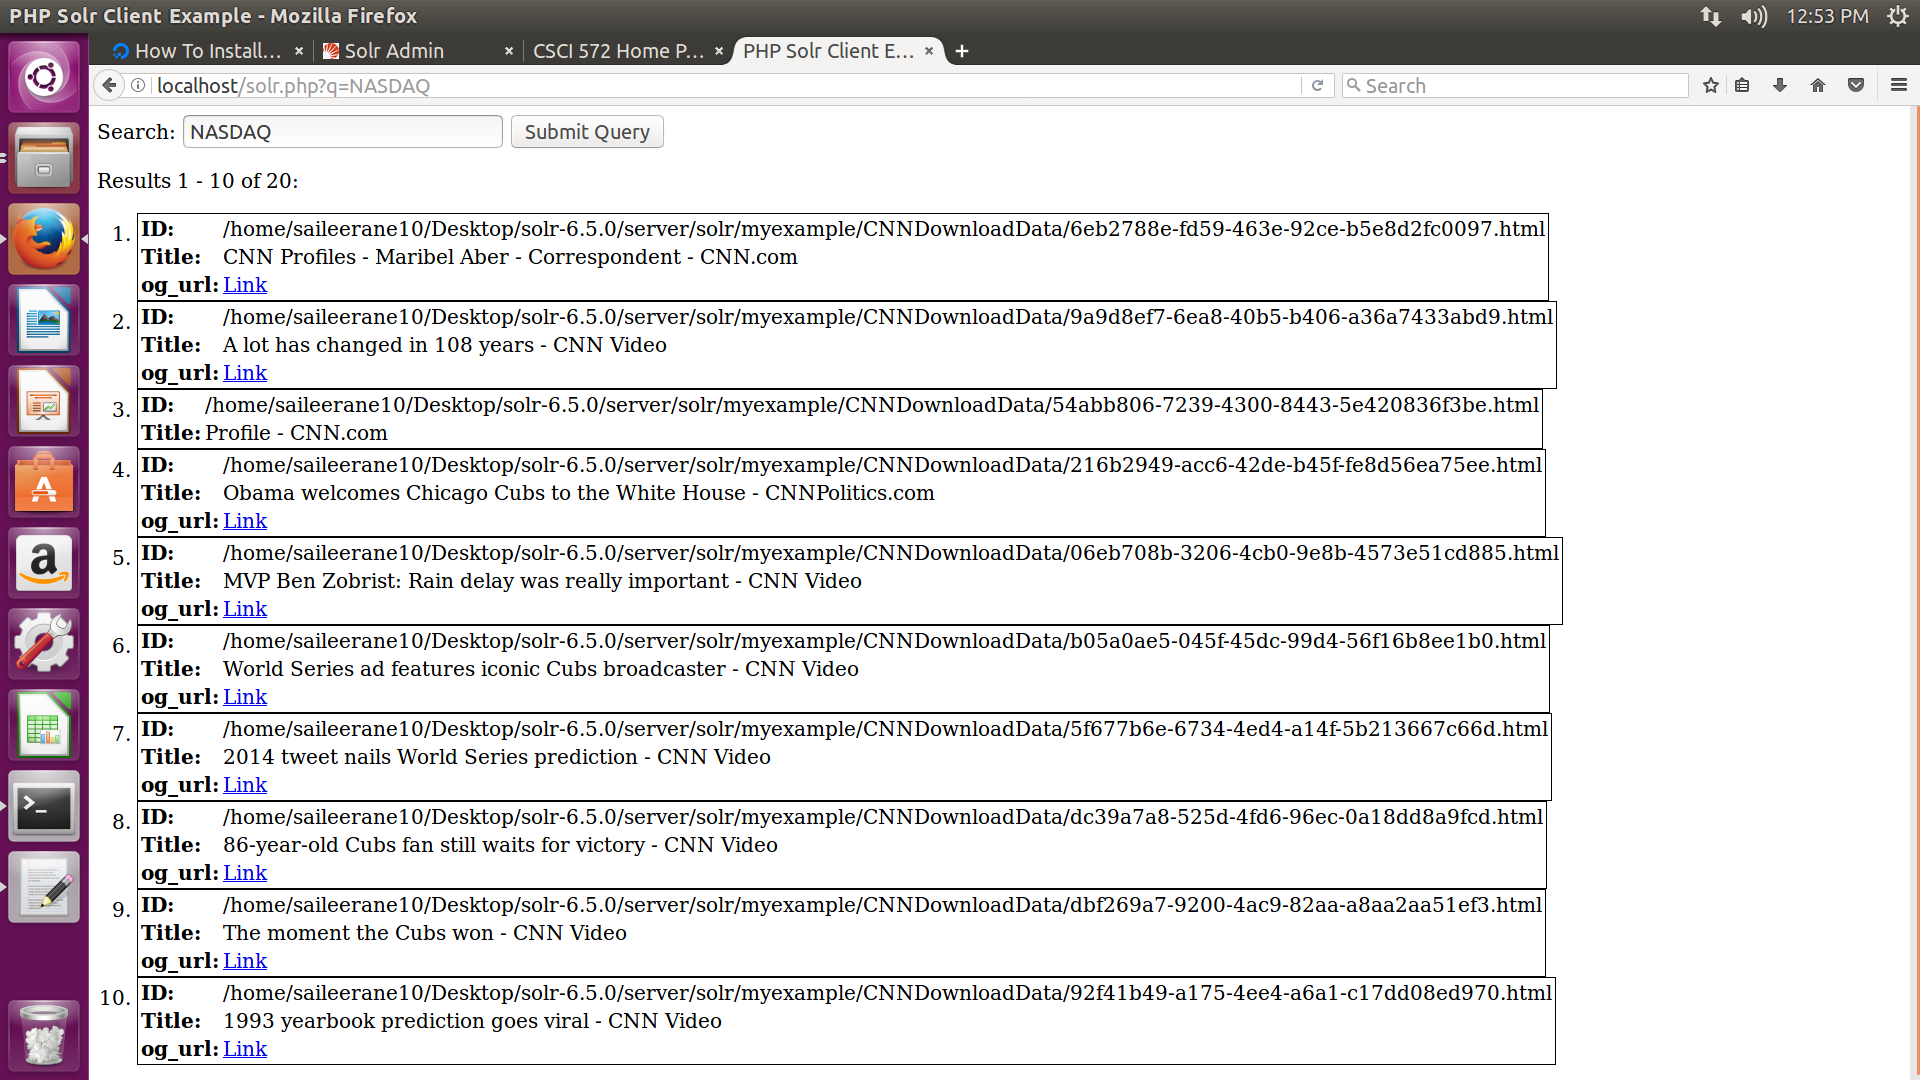 PHP Solr Client Example - Mozilla Firefox
12:53 PM
How To Install...
Solr Admin
CSCI 572 Home P...
PHP Solr Client E...
localhost/solr.php?q=NASDAQ
Search
Search: NASDAQ Submit Query
Results 1 - 10 of 20:
1. ID: /home/saileerane10/Desktop/solr-6.5.0/server/solr/myexample/CNNDownloadData/6eb2788e-fd59-463e-92ce-b5e8d2fc0097.html
Title: CNN Profiles - Maribel Aber - Correspondent - CNN.com
og_url: Link
2. ID: /home/saileerane10/Desktop/solr-6.5.0/server/solr/myexample/CNNDownloadData/9a9d8ef7-6ea8-40b5-b406-a36a7433abd9.html
Title: A lot has changed in 108 years - CNN Video
og_url: Link
3. ID: /home/saileerane10/Desktop/solr-6.5.0/server/solr/myexample/CNNDownloadData/54abb806-7239-4300-8443-5e420836f3be.html
Title: Profile - CNN.com
4. ID: /home/saileerane10/Desktop/solr-6.5.0/server/solr/myexample/CNNDownloadData/216b2949-acc6-42de-b45f-fe8d56ea75ee.html
Title: Obama welcomes Chicago Cubs to the White House - CNNPolitics.com
og_url: Link
5. ID: /home/saileerane10/Desktop/solr-6.5.0/server/solr/myexample/CNNDownloadData/06eb708b-3206-4cb0-9e8b-4573e51cd885.html
Title: MVP Ben Zobrist: Rain delay was really important - CNN Video
og_url: Link
6. ID: /home/saileerane10/Desktop/solr-6.5.0/server/solr/myexample/CNNDownloadData/b05a0ae5-045f-45dc-99d4-56f16b8ee1b0.html
Title: World Series ad features iconic Cubs broadcaster - CNN Video
og_url: Link
7. ID: /home/saileerane10/Desktop/solr-6.5.0/server/solr/myexample/CNNDownloadData/5f677b6e-6734-4ed4-a14f-5b213667c66d.html
Title: 2014 tweet nails World Series prediction - CNN Video
og_url: Link
8. ID: /home/saileerane10/Desktop/solr-6.5.0/server/solr/myexample/CNNDownloadData/dc39a7a8-525d-4fd6-96ec-0a18dd8a9fcd.html
Title: 86-year-old Cubs fan still waits for victory - CNN Video
og_url: Link
9. ID: /home/saileerane10/Desktop/solr-6.5.0/server/solr/myexample/CNNDownloadData/dbf269a7-9200-4ac9-82aa-a8aa2aa51ef3.html
Title: The moment the Cubs won - CNN Video
og_url: Link
10. ID: /home/saileerane10/Desktop/solr-6.5.0/server/solr/myexample/CNNDownloadData/92f41b49-a175-4ee4-a6a1-c17dd08ed970.html
Title: 1993 yearbook prediction goes viral - CNN Video
og_url: Link